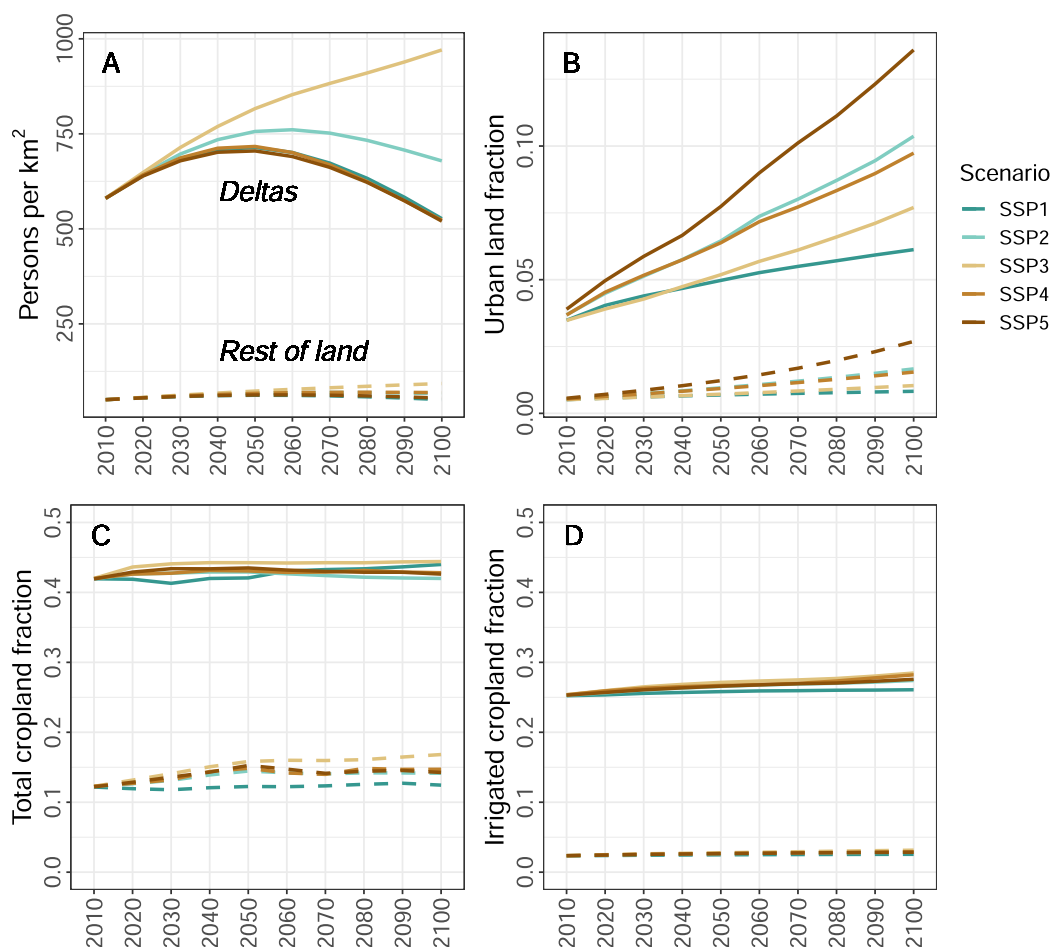 A
Persons per km²
1000
750
500
250
Deltas
Rest of land
2010 2020 2030 2040 2050 2060 2070 2080 2090 2100
B
Urban land fraction
0.10
0.05
0.00
2010 2020 2030 2040 2050 2060 2070 2080 2090 2100
Scenario
SSP1
SSP2
SSP3
SSP4
SSP5
C
Total cropland fraction
0.5
0.4
0.3
0.2
0.1
0.0
2010 2020 2030 2040 2050 2060 2070 2080 2090 2100
D
Irrigated cropland fraction
0.5
0.4
0.3
0.2
0.1
0.0
2010 2020 2030 2040 2050 2060 2070 2080 2090 2100